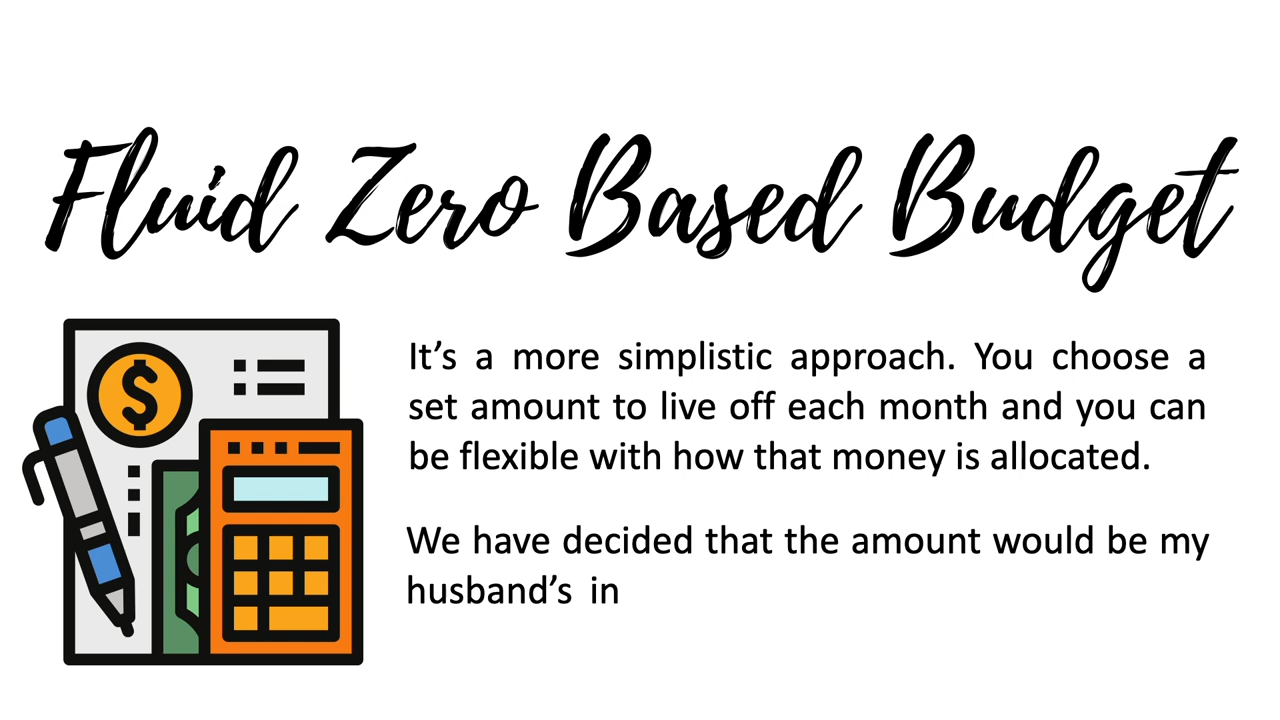 Fluid Zero Based Budget
It’s a more simplistic approach. You choose a
set amount to live off each month and you can
be flexible with how that money is allocated.
We have decided that the amount would be my
husband’s in